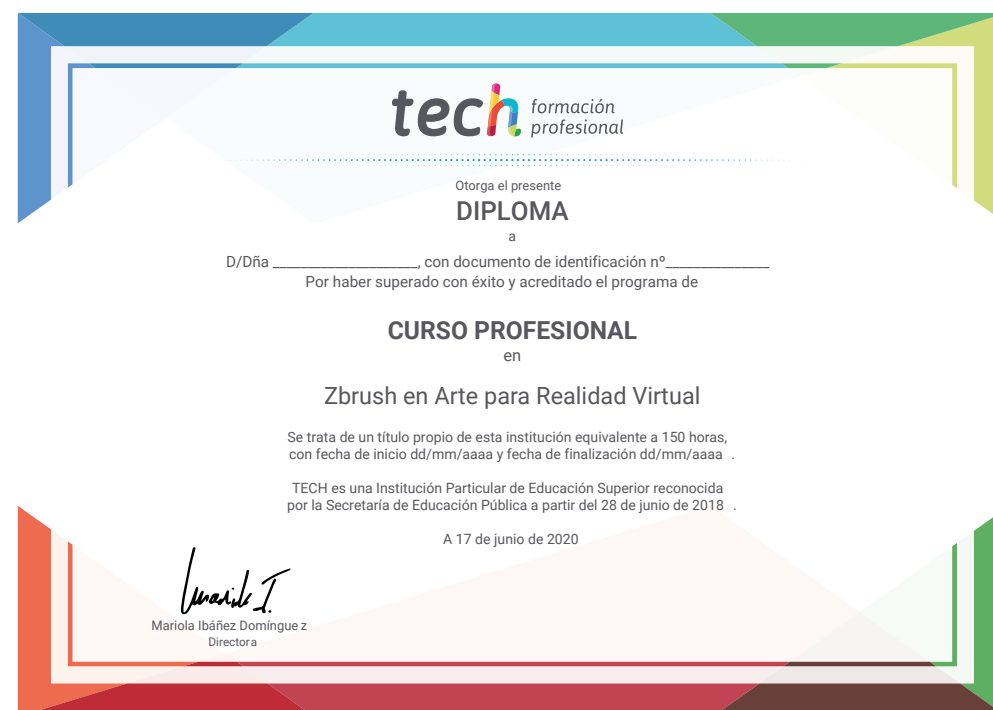 tech formación
profesional
Otorga el presente
DIPLOMA
a
D/Dña _________________, con documento de identificación nº______________
Por haber superado con éxito y acreditado el programa de
CURSO PROFESIONAL
en
Zbrush en Arte para Realidad Virtual
Se trata de un título propio de esta institución equivalente a 150 horas,
con fecha de inicio dd/mm/aaaa y fecha de finalización dd/mm/aaaa .
TECH es una Institución Particular de Educación Superior reconocida
por la Secretaría de Educación Pública a partir del 28 de junio de 2018 .
A 17 de junio de 2020
Mariola I.
Mariola Ibáñez Domíngue z
Directora